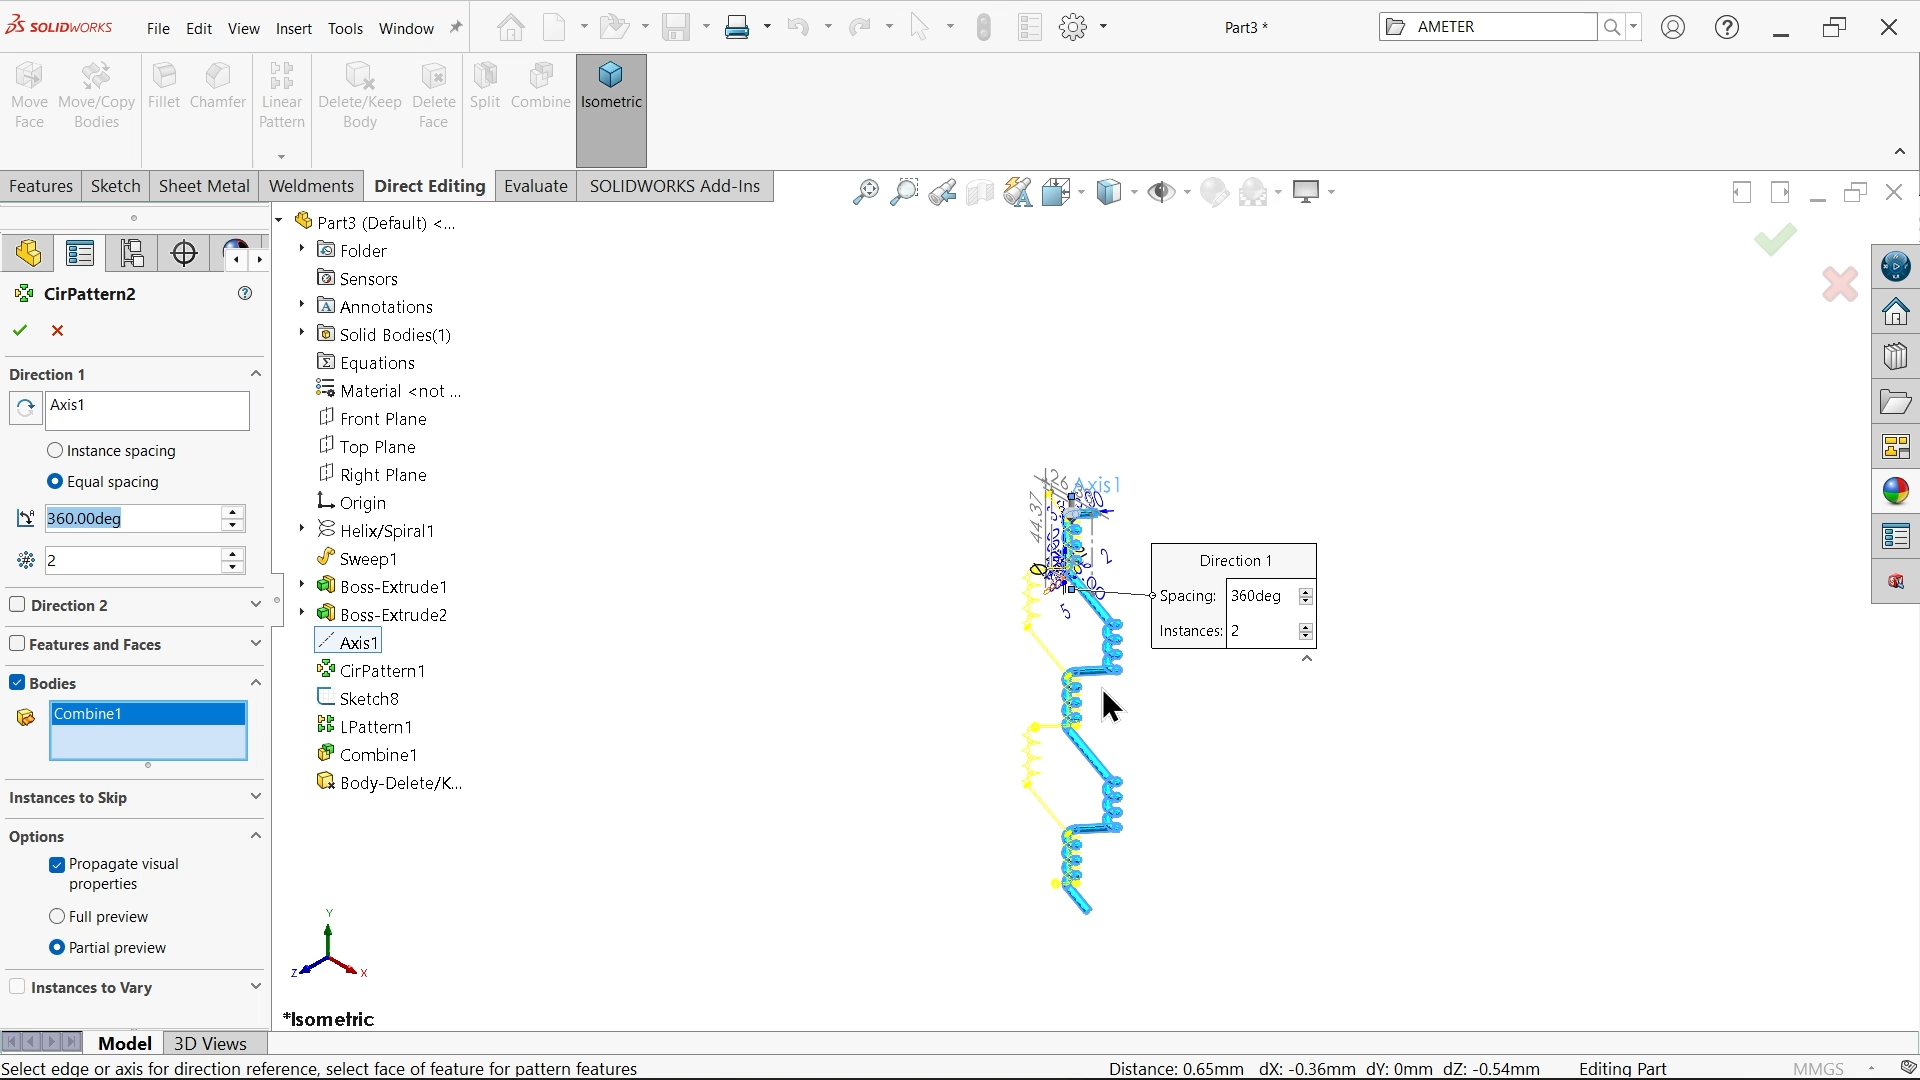 SOLIDWORKS File Edit View Insert Tools Window Part3 * AMETER
Move Face
Move/Copy Bodies
Fillet
Chamfer
Linear Pattern
Delete/Keep Body
Delete Face
Split
Combine
Isometric
Features Sketch Sheet Metal Weldments Direct Editing Evaluate SOLIDWORKS Add-Ins
CirPattern2
Direction 1
Axis1
Instance spacing
Equal spacing
360.00deg
2
Direction 2
Features and Faces
Bodies
Combine1
Instances to Skip
Options
Propagate visual
properties
Full preview
Partial preview
Instances to Vary
Part3 (Default) <...
Folder
Sensors
Annotations
Solid Bodies(1)
Equations
Material <not ...
Front Plane
Top Plane
Right Plane
Origin
Helix/Spiral1
Sweep1
Boss-Extrude1
Boss-Extrude2
Axis1
CirPattern1
Sketch8
LPattern1
Combine1
Body-Delete/K...
Axis1
44.37
2
5
Direction 1
Spacing: 360deg
Instances: 2
Y
Z
X
*Isometric
Model 3D Views
Select edge or axis for direction reference, select face of feature for pattern features Distance: 0.65mm dX: -0.36mm dY: 0mm dZ: -0.54mm Editing Part MMGS